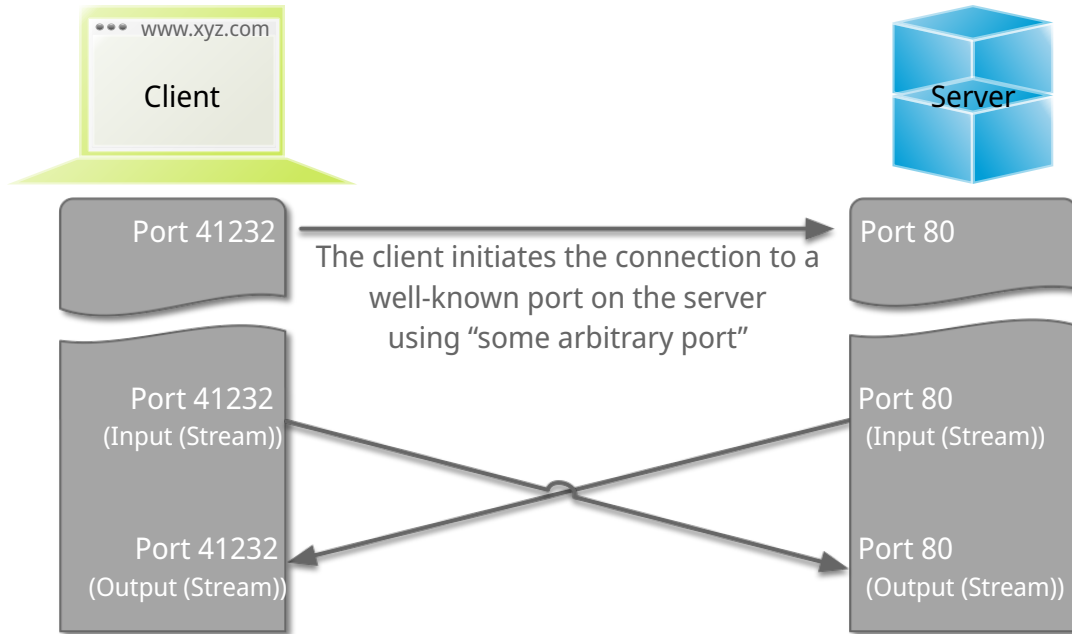 www.xyz.com
Client
Server
Port 41232
Port 80
The client initiates the connection to a
well-known port on the server
using “some arbitrary port”
Port 41232
(Input (Stream))
Port 80
(Input (Stream))
Port 41232
(Output (Stream))
Port 80
(Output (Stream))